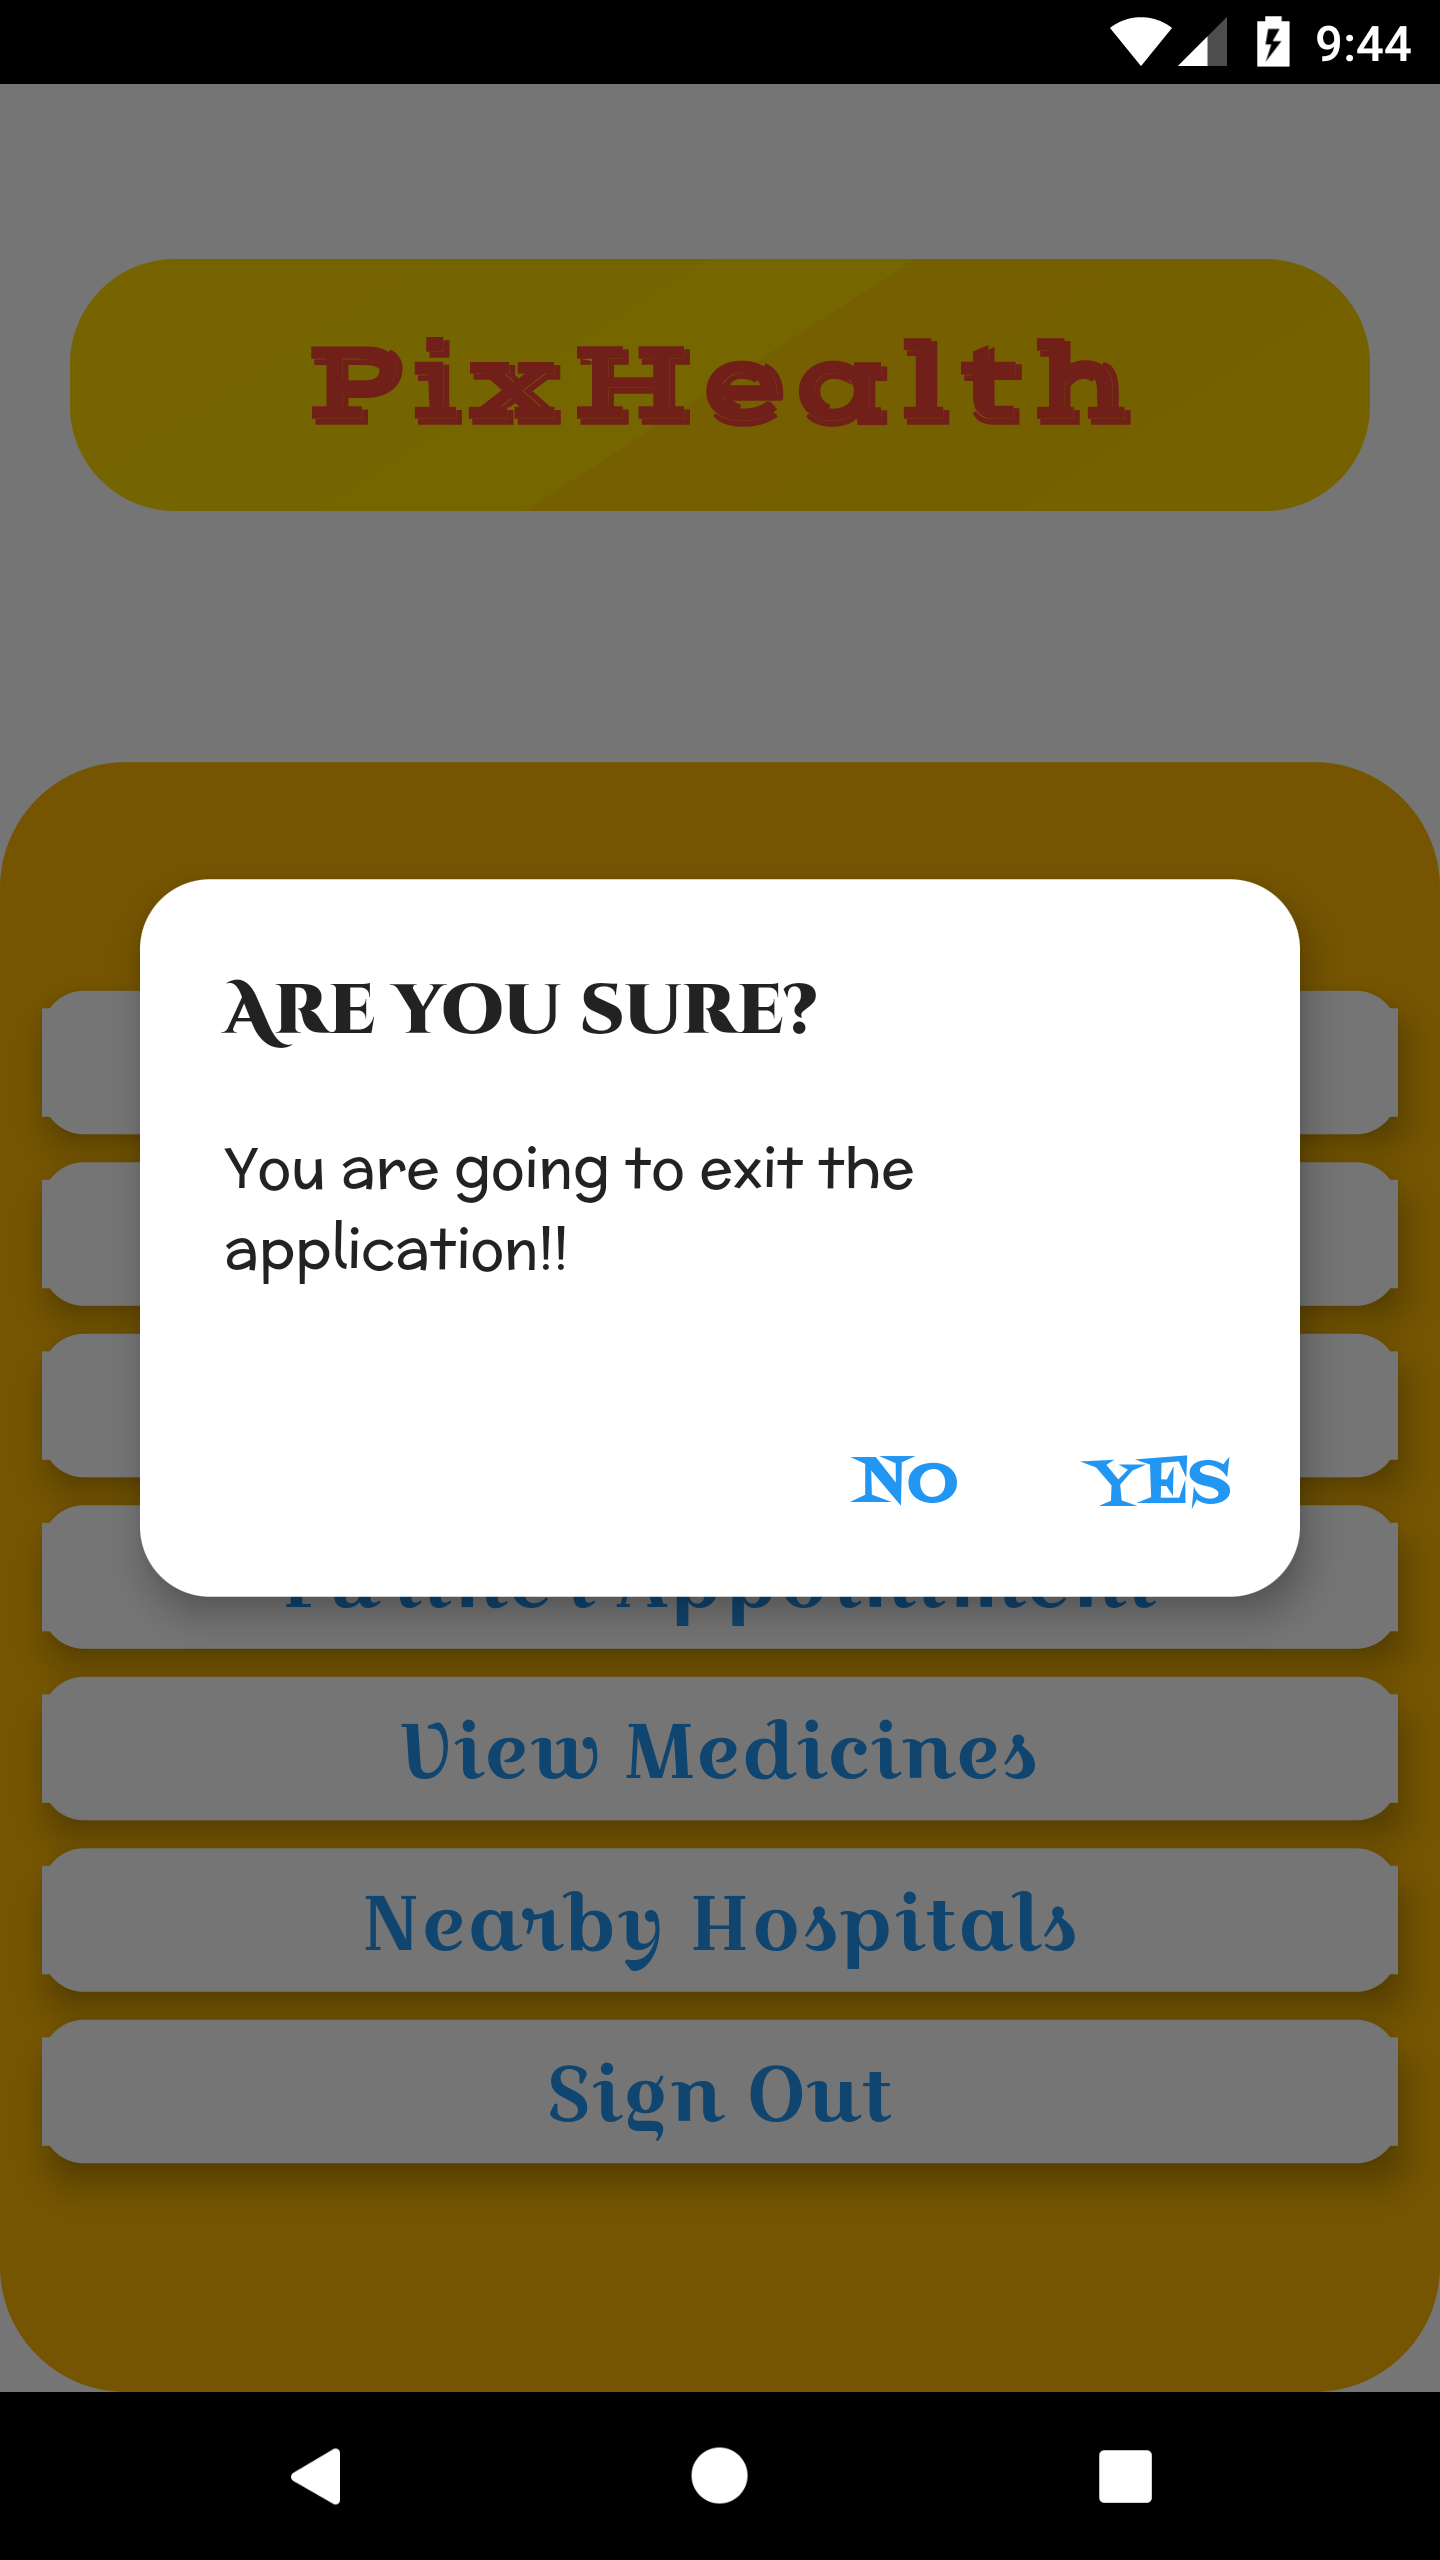 9:44
PixHealth
Are you sure?
You are going to exit the
application!!
NO YES
View Medicines
Nearby Hospitals
Sign Out